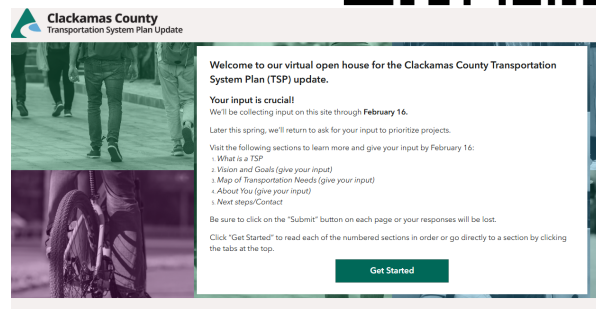 Clackamas County
Transportation System Plan Update
Welcome to our virtual open house for the Clackamas County Transportation
System Plan (TSP) update.
Your input is crucial!
We'll be collecting input on this site through February 16.
Later this spring, we'll return to ask for your input to prioritize projects.
Visit the following sections to learn more and give your input by February 16:
1. What is a TSP
2. Vision and Goals (give your input)
3. Map of Transportation Needs (give your input)
4. About You (give your input)
5. Next steps/Contact
Be sure to click on the "Submit" button on each page or your responses will be lost.
Click "Get Started" to read each of the numbered sections in order or go directly to a section by clicking
the tabs at the top.
Get Started